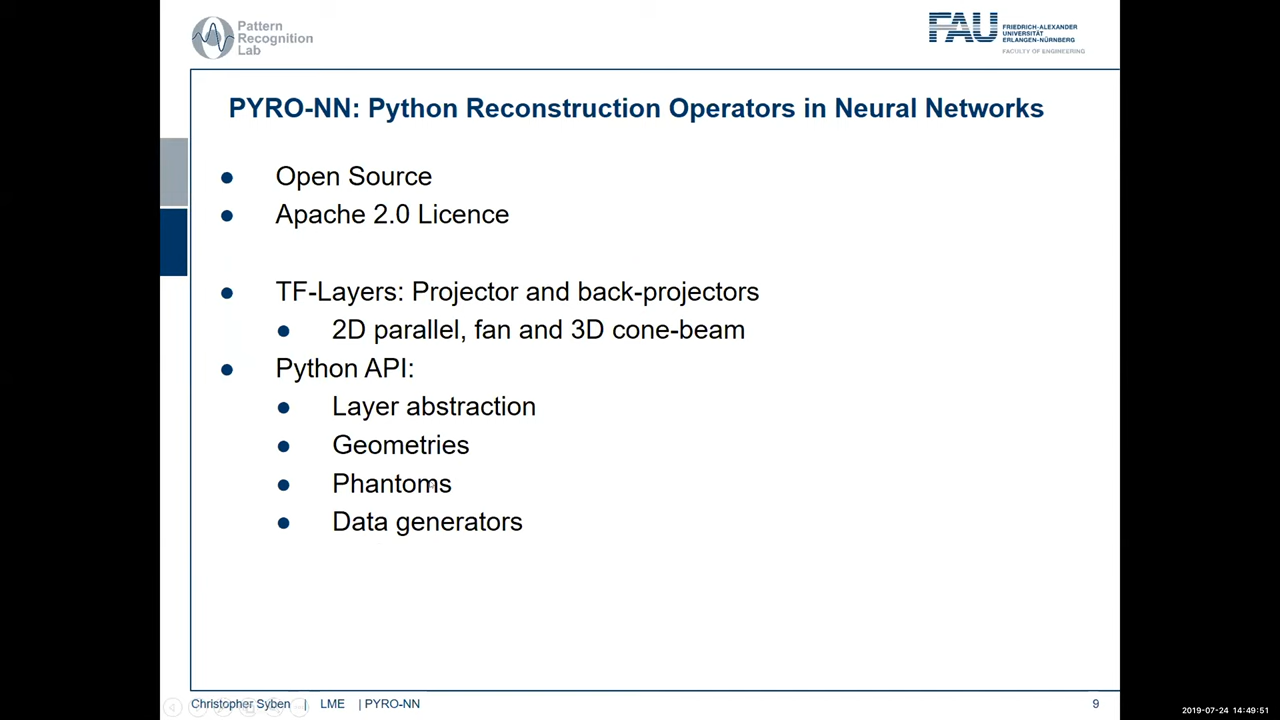 Pattern
Recognition
Lab
FAU
FRIEDRICH-ALEXANDER
UNIVERSITÄT
ERLANGEN-NÜRNBERG
FACULTY OF ENGINEERING
PYRO-NN: Python Reconstruction Operators in Neural Networks
Open Source
Apache 2.0 Licence
TF-Layers: Projector and back-projectors
2D parallel, fan and 3D cone-beam
Python API:
Layer abstraction
Geometries
Phantoms
Data generators
Christopher Syben | LME | PYRO-NN
9
2019-07-24 14:49:51